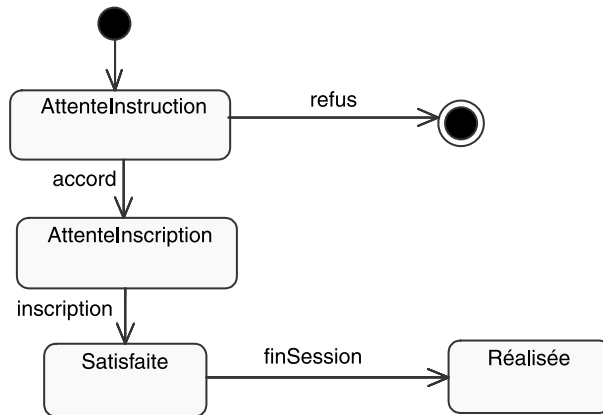 AttenteInstruction
refus
accord
AttenteInscription
inscription
Satisfaite
finSession
Réalisée